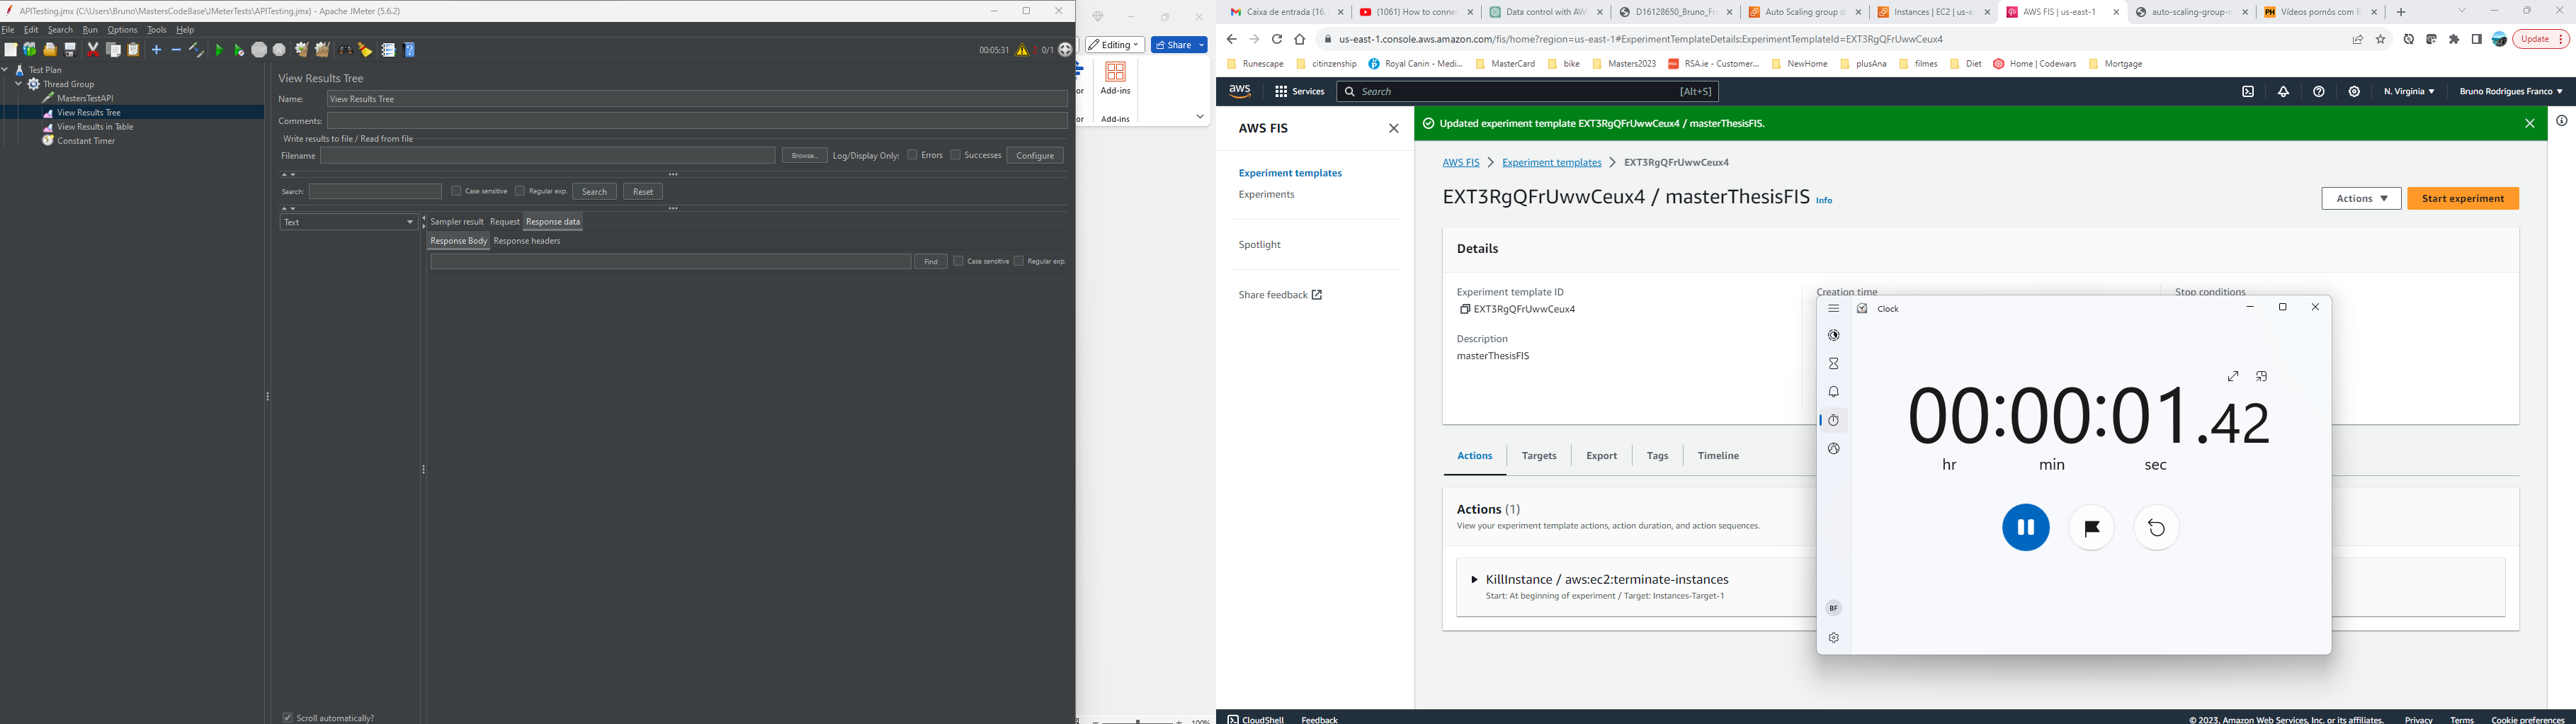 APITesting.jmx (C:\Users\Bruno\MastersCodeBase\JMeterTests\APITesting.jmx) - Apache JMeter (5.6.2)
File Edit Search Run Options Tools Help
00:05:31 0/1
Test Plan
Thread Group
MastersTestAPI
View Results Tree
View Results in Table
Constant Timer
View Results Tree
Name: View Results Tree
Comments:
Write results to file / Read from file
Filename Browse... Log/Display Only: Errors Successes Configure
Search: Case sensitive Regular exp. Search Reset
Text
Sampler result Request Response data
Response Body Response headers
Find Case sensitive Regular exp.
Scroll automatically?
Editing Share
or Add-ins
or Add-ins
100%
Caixa de entrada (16. (1061) How to conne Data control with AW D16128650_Bruno_Fr Auto Scaling group d Instances | EC2 | us-e AWS FIS | us-east-1 auto-scaling-group-r Vídeos pornôs com E
us-east-1.console.aws.amazon.com/fis/home?region=us-east-1#ExperimentTemplateDetails:ExperimentTemplateId=EXT3RgQFrUwwCeux4
Update
Runescape citinzenship Royal Canin - Medi... MasterCard bike Masters2023 RSA.ie - Customer... NewHome plusAna filmes Diet Home | Codewars Mortgage
aws Services Search [Alt+S] N. Virginia Bruno Rodrigues Franco
AWS FIS
Experiment templates
Experiments
Spotlight
Share feedback
Updated experiment template EXT3RgQFrUwwCeux4 / masterThesisFIS.
AWS FIS Experiment templates EXT3RgQFrUwwCeux4
EXT3RgQFrUwwCeux4 / masterThesisFIS Info
Actions Start experiment
Details
Experiment template ID
EXT3RgQFrUwwCeux4
Description
masterThesisFIS
Creation time
Stop conditions
Actions Targets Export Tags Timeline
Actions (1)
View your experiment template actions, action duration, and action sequences.
KillInstance / aws:ec2:terminate-instances
Start: At beginning of experiment / Target: Instances-Target-1
Clock
00:00:01.42
hr min sec
BF
CloudShell Feedback © 2023, Amazon Web Services, Inc. or its affiliates. Privacy Terms Cookie preferences